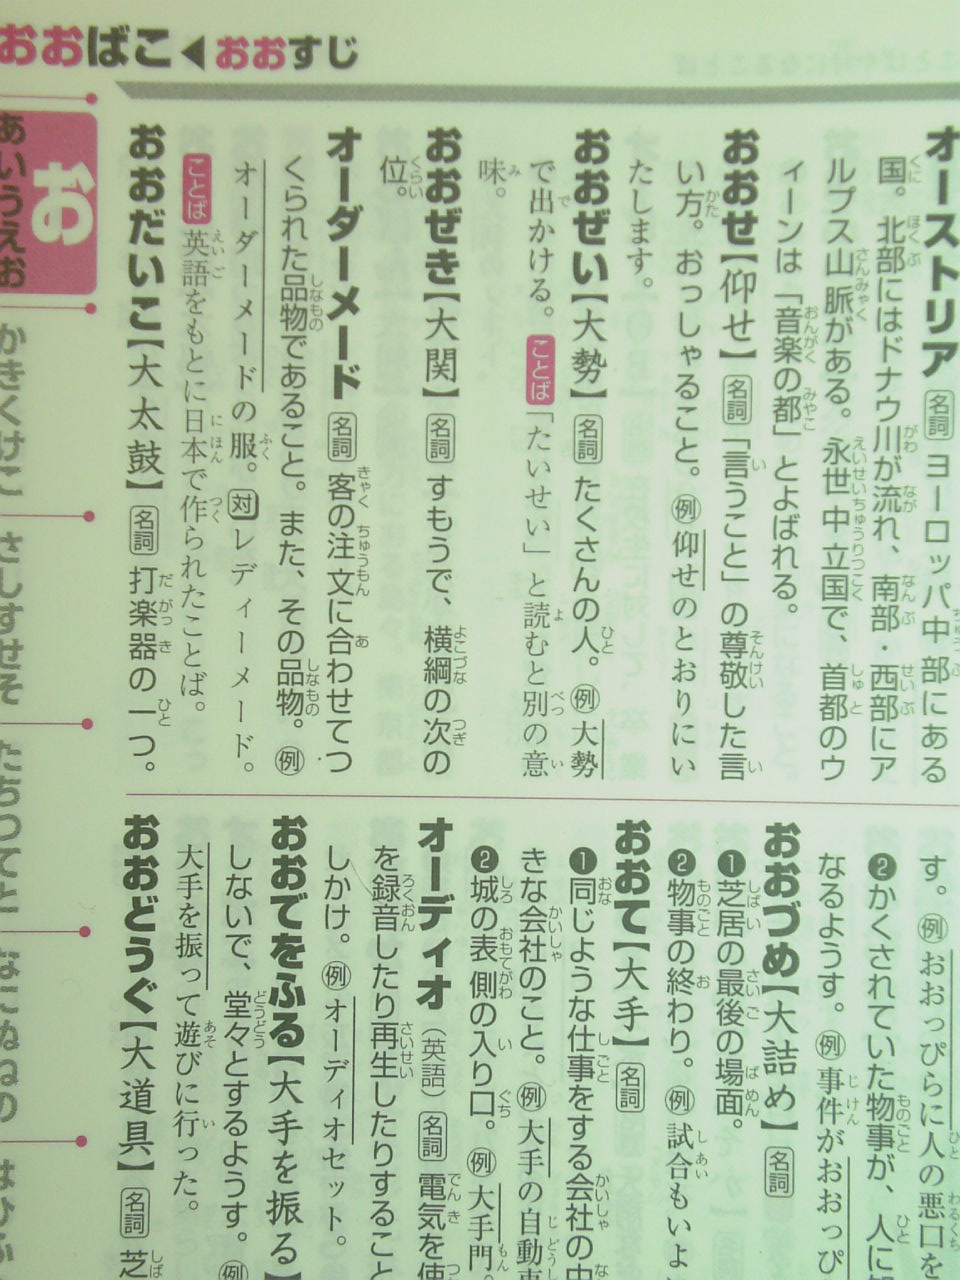 おおばこ◀おおすじ
お
あいうえお
かきくけこ
さしすせそ
たちつてと
なにぬねの
はひふ
オーストリア 名詞 ヨーロッパ中部にある
国。北部にはドナウ川が流れ、南部・西部にア
ルプス山脈がある。永世中立国で、首都のウ
ィーンは「音楽の都」とよばれる。
おおせ【仰せ】 名詞 「言うこと」の尊敬した言
い方。おっしゃること。例 仰せのとおりにい
たします。
おおぜい【大勢】 名詞 たくさんの人。例 大勢
で出かける。ことば 「たいせい」と読むと別の意
味。
おおぜき【大関】 名詞 すもうで、横綱の次の
位。
オーダーメード 名詞 客の注文に合わせてつ
くられた品物であること。また、その品物。例
オーダーメードの服。対 レディーメード。
ことば 英語をもとに日本で作られたことば。
おおだいこ【大太鼓】 名詞 打楽器の一つ。
す。例 おおっぴらに人の悪口を
❷かくされていた物事が、人に
なるようす。例 事件がおおっぴ
おおづめ【大詰め】 名詞
❶芝居の最後の場面。
❷物事の終わり。例 試合もいよ
おおて【大手】 名詞
❶同じような仕事をする会社の中
きな会社のこと。例 大手の自動車
❷城の表側の入り口。例 大手門。
オーディオ (英語) 名詞 電気を使
を録音したり再生したりすること
しかけ。例 オーディオセット。
おおでをふる【大手を振る】
しないで、堂々とするようす。例
大手を振って遊びに行った。
おおどうぐ【大道具】 名詞 芝